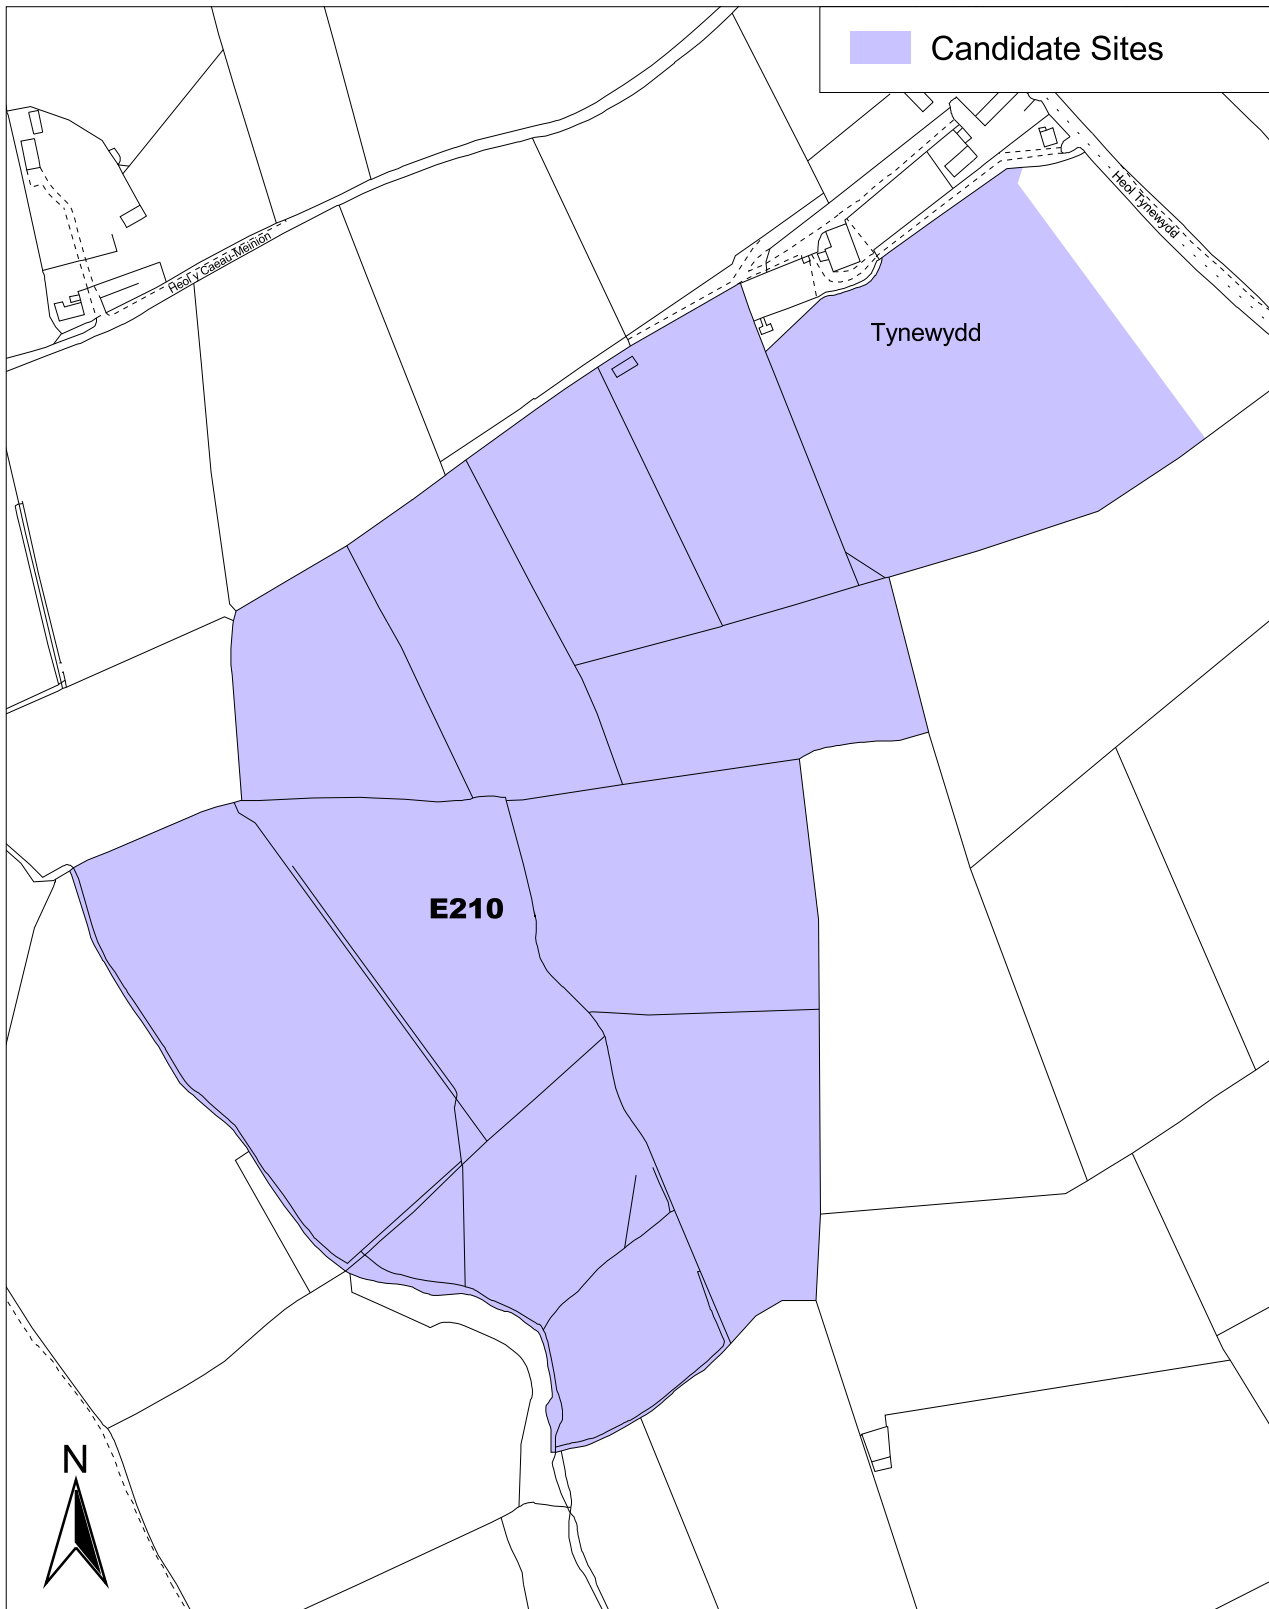 Candidate Sites
Heol Tynewydd
Heol y Caeau-Meinion
Tynewydd
E210
N